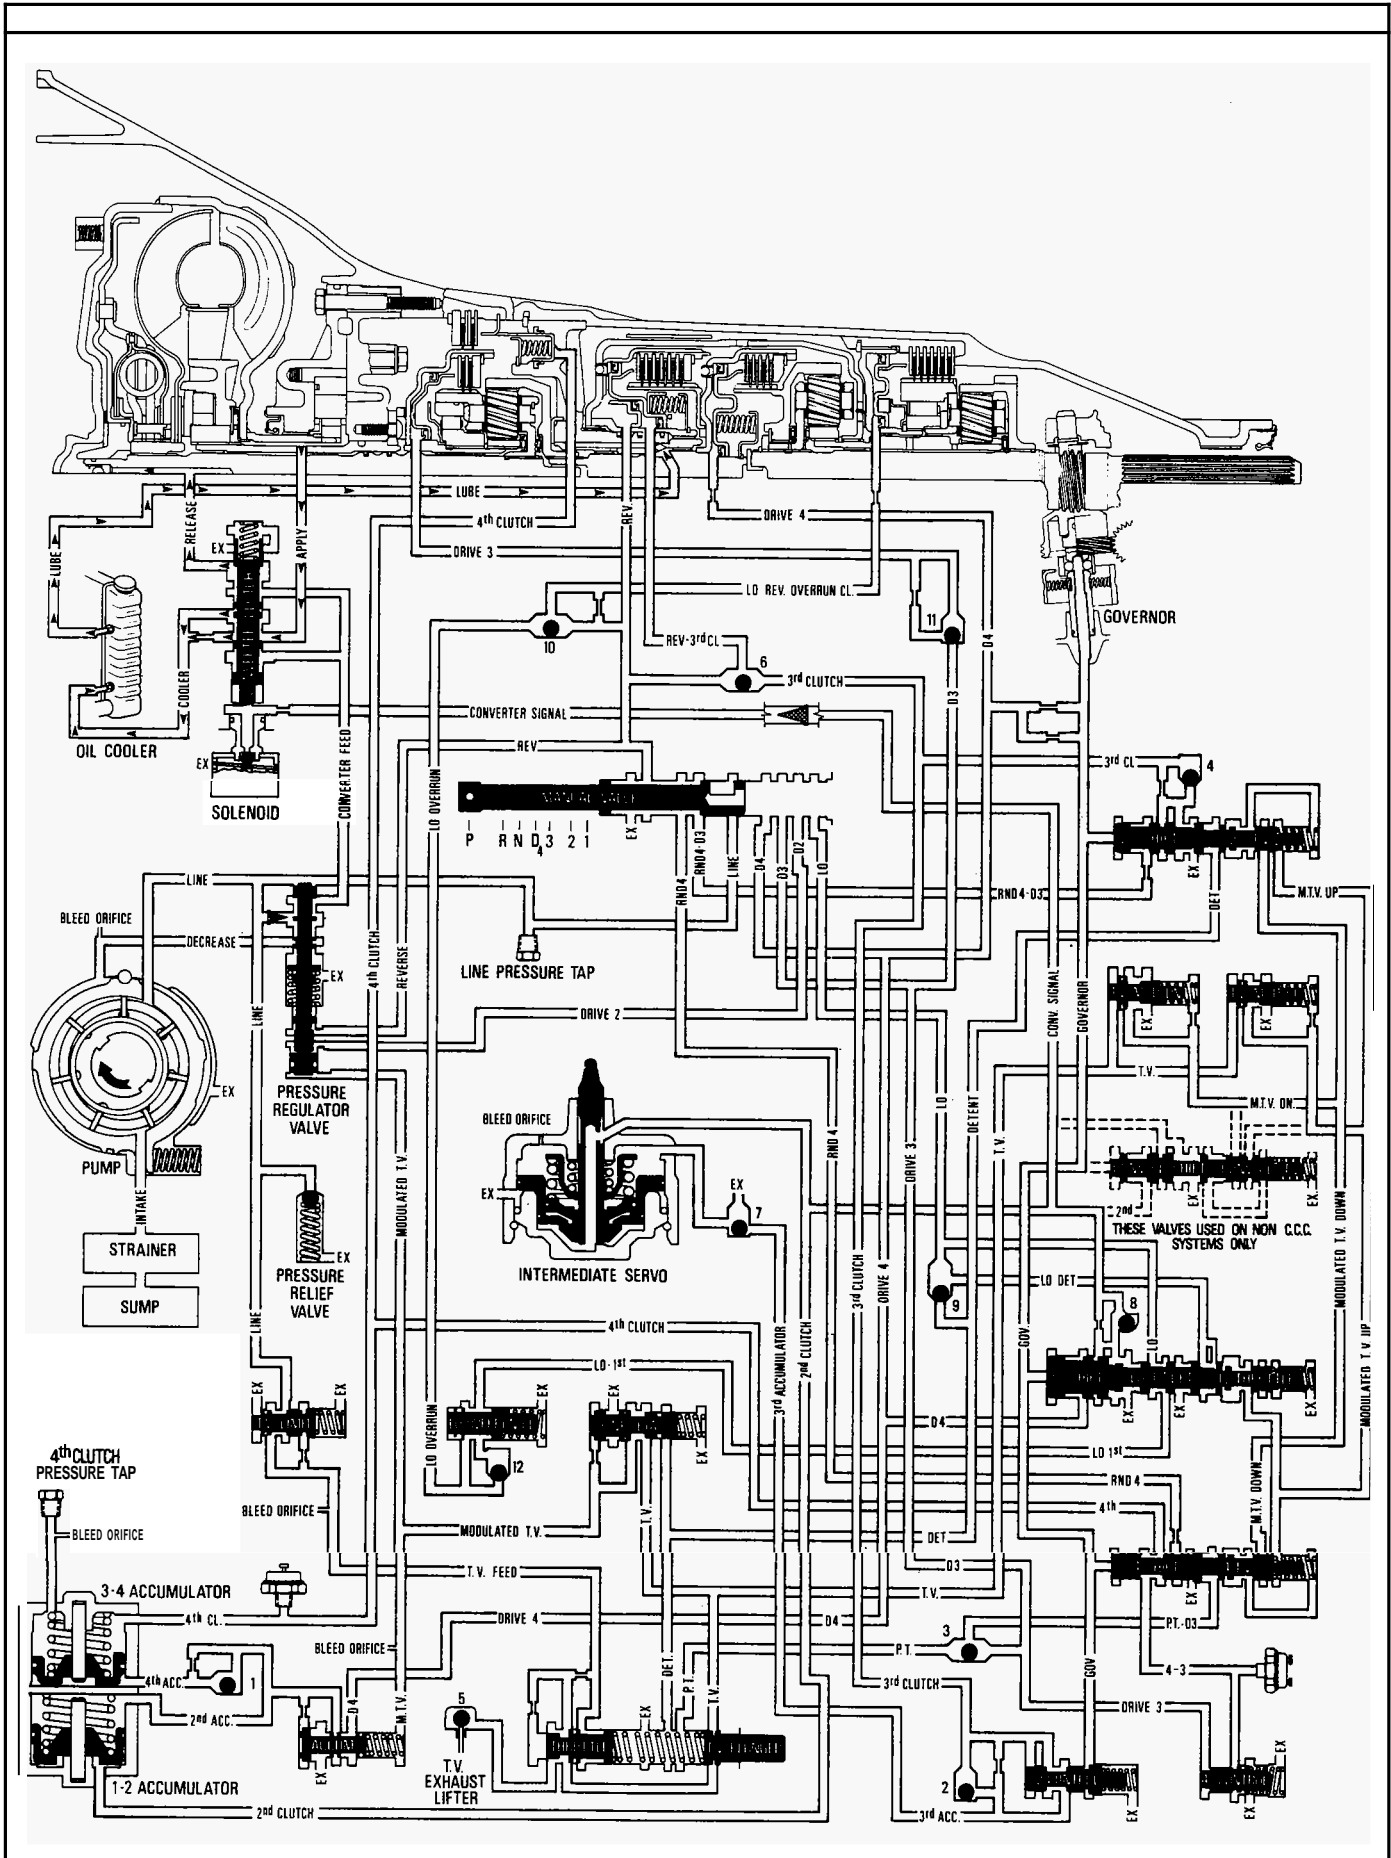 LUBE
4th CLUTCH
REV.
DRIVE 4
RELEASE
EX
APPLY
LUBE
DRIVE 3
LO REV. OVERRUN CL.
11
GOVERNOR
10
REV-3rd CL
6
3rd CLUTCH
D4
D3
COOLER
CONVERTER SIGNAL
OIL COOLER
REV
EX
SOLENOID
CONVERTER FEED
LO OVERRUN
3rd CL
4
P R N D4 3 2 1
EX
RND4-D3
LINE
D4
D3
D2
LO
RND4
RND4-D3
EX
DET
M.T.V. UP
LINE
BLEED ORIFICE
DECREASE
4th CLUTCH
REVERSE
LINE PRESSURE TAP
EX
LINE
DRIVE 2
CONV. SIGNAL
GOVERNOR
EX
EX
T.V.
M.T.V. ON
EX
PRESSURE
REGULATOR
VALVE
BLEED ORIFICE
LO
DETENT
T.V.
RND 4
DRIVE 3
PUMP
INTAKE
MODULATED T.V.
EX
EX
7
2nd
EX
EX
THESE VALVES USED ON NON C.C.C.
SYSTEMS ONLY
MODULATED T.V. DOWN
STRAINER
SUMP
EX
PRESSURE
RELIEF
VALVE
INTERMEDIATE SERVO
3rd CLUTCH
DRIVE 4
LO DET
9
8
LINE
4th CLUTCH
GOV.
LO
3rd ACCUMULATOR
2nd CLUTCH
MODULATED T.V. UP
LO-1st
EX
EX
EX
EX
LO OVERRUN
D4
EX
EX
EX
EX
LO 1st
4th CLUTCH
PRESSURE TAP
12
RND 4
M.T.V. DOWN
4th
BLEED ORIFICE
T.V.
BLEED ORIFICE
MODULATED T.V.
DET
D3
T.V. FEED
T.V.
EX
3-4 ACCUMULATOR
4th CL.
DRIVE 4
D4
P.T.-D3
3
BLEED ORIFICE
P.T.
4th ACC.
1
DET.
P.T.
T.V.
GOV
4-3
3rd CLUTCH
D4
M.T.V.
5
EX
DRIVE 3
2nd ACC.
EX
EX
T.V.
EXHAUST
LIFTER
1-2 ACCUMULATOR
2
2nd CLUTCH
3rd ACC.
EX
EX